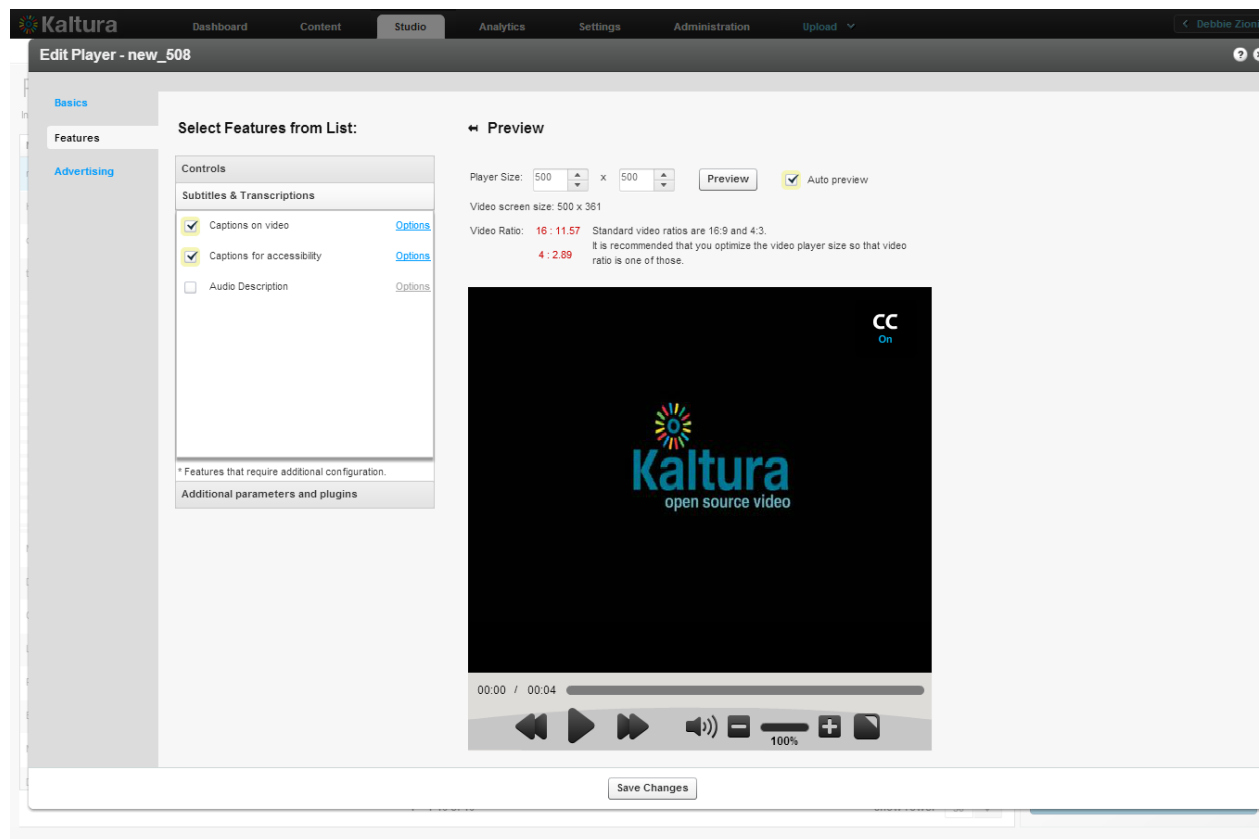 Kaltura
Dashboard Content Studio Analytics Settings Administration Upload
Debbie Zion
Edit Player - new_508
?
Basics
Features
Advertising
Select Features from List:
Controls
Subtitles & Transcriptions
Captions on video Options
Captions for accessibility Options
Audio Description Options
* Features that require additional configuration.
Additional parameters and plugins
Preview
Player Size: 500 x 500 Preview Auto preview
Video screen size: 500 x 361
Video Ratio: 16 : 11.57 Standard video ratios are 16:9 and 4:3.
It is recommended that you optimize the video player size so that video
4 : 2.89 ratio is one of those.
CC
On
Kaltura
open source video
00:00 / 00:04
100%
Save Changes